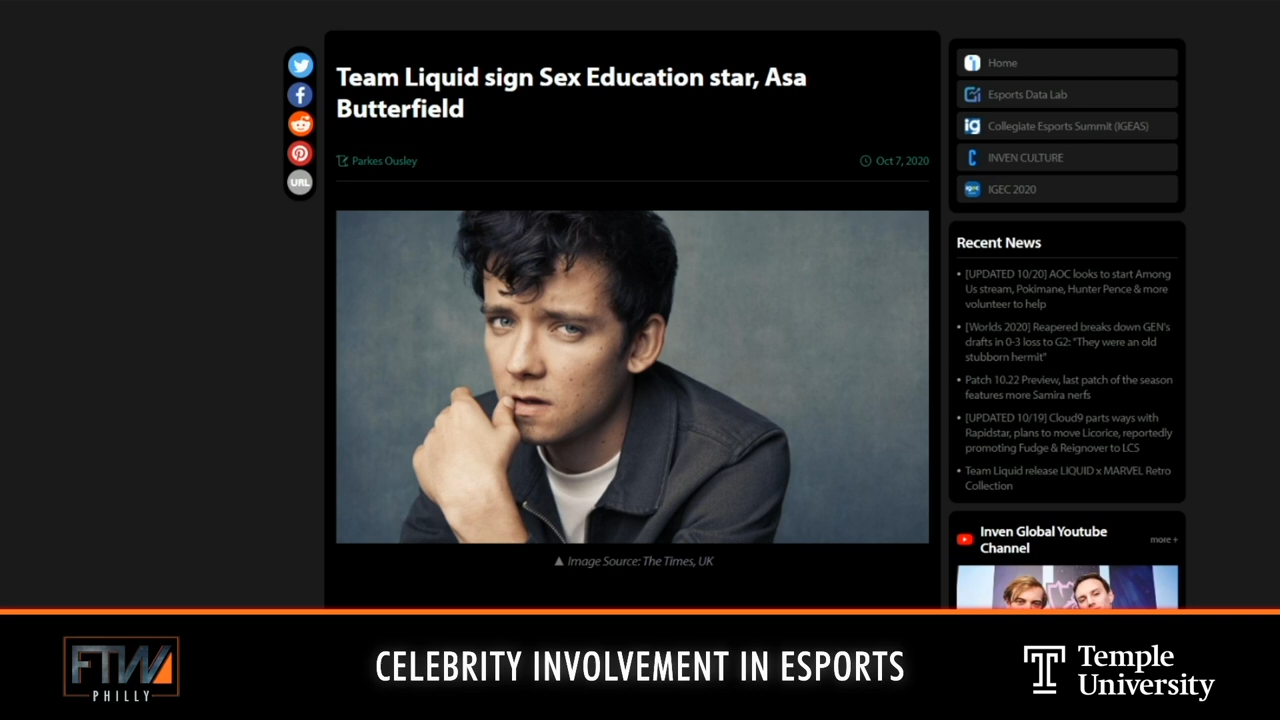 Team Liquid sign Sex Education star, Asa
Butterfield
Parkes Ousley
Oct 7, 2020
▲ Image Source: The Times, UK
URL
Home
Esports Data Lab
ig
Collegiate Esports Summit (IGEAS)
INVEN CULTURE
igec
IGEC 2020
Recent News
• [UPDATED 10/20] AOC looks to start Among
Us stream, Pokimane, Hunter Pence & more
volunteer to help
• [Worlds 2020] Reapered breaks down GEN's
drafts in 0-3 loss to G2: "They were an old
stubborn hermit"
• Patch 10.22 Preview, last patch of the season
features more Samira nerfs
• [UPDATED 10/19] Cloud9 parts ways with
Rapidstar, plans to move Licorice, reportedly
promoting Fudge & Reignover to LCS
• Team Liquid release LIQUID x MARVEL Retro
Collection
Inven Global Youtube
Channel
more +
FTW
PHILLY
CELEBRITY INVOLVEMENT IN ESPORTS
Temple
University